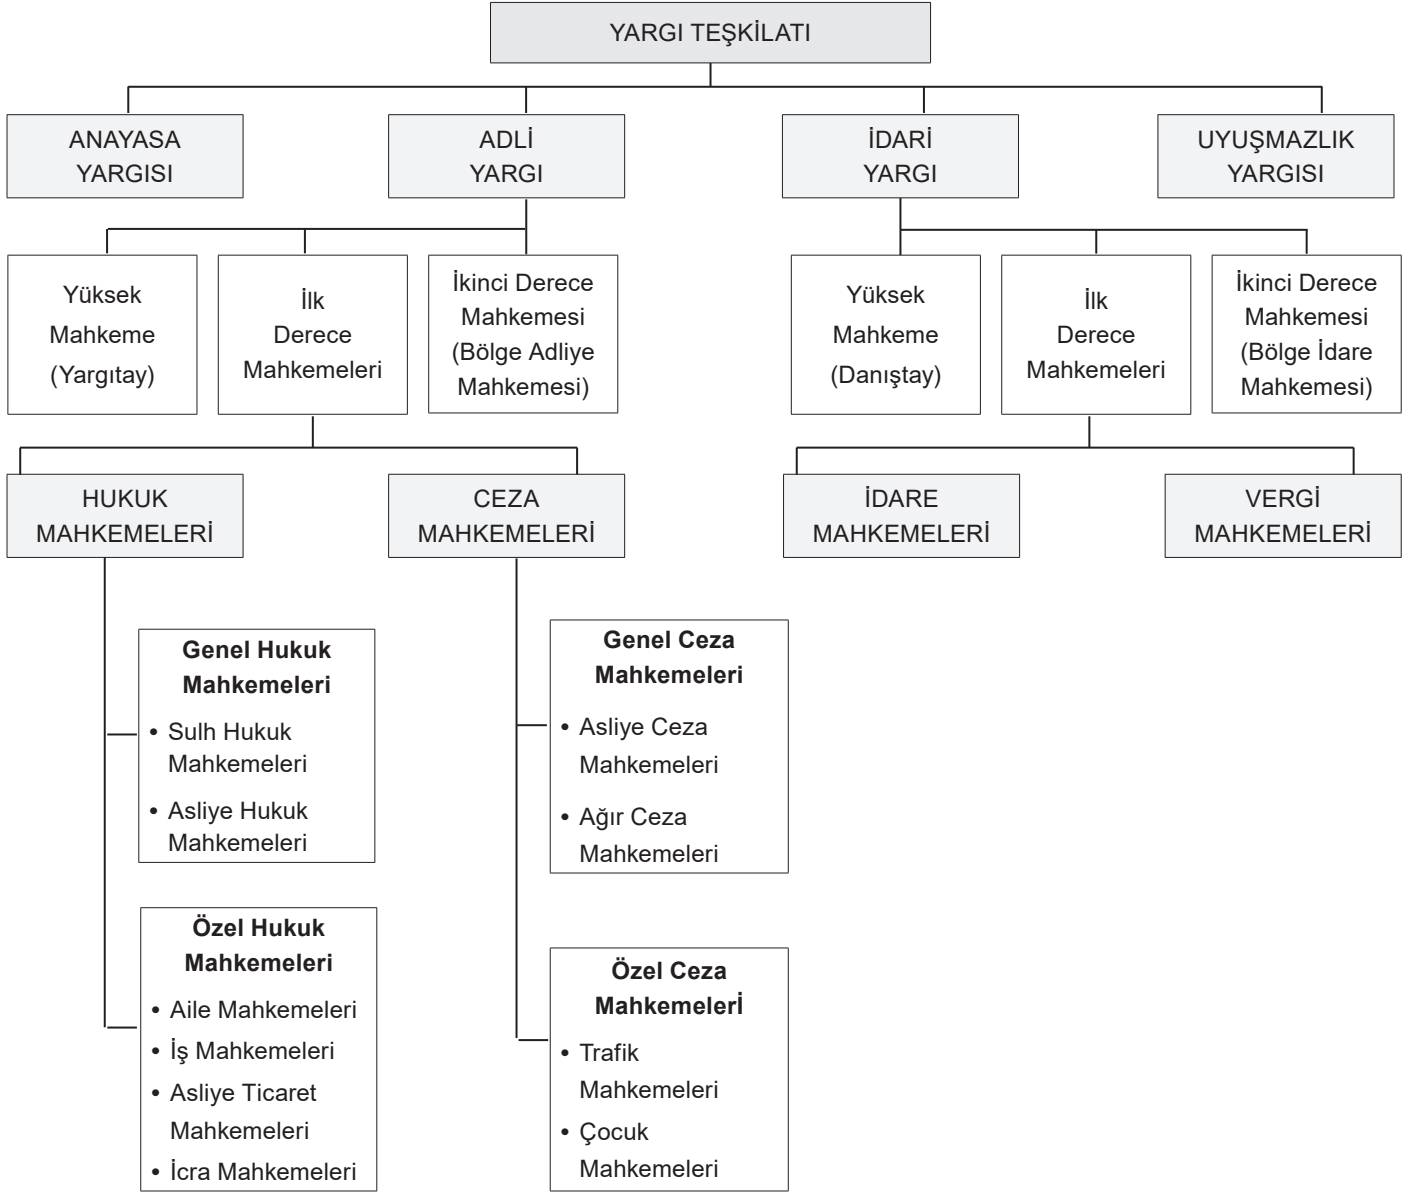 YARGI TEŞKİLATI
ANAYASA
YARGISI
ADLİ
YARGI
İDARİ
YARGI
UYUŞMAZLIK
YARGISI
Yüksek
Mahkeme
(Yargıtay)
İlk
Derece
Mahkemeleri
İkinci Derece
Mahkemesi
(Bölge Adliye
Mahkemesi)
Yüksek
Mahkeme
(Danıştay)
İlk
Derece
Mahkemeleri
İkinci Derece
Mahkemesi
(Bölge İdare
Mahkemesi)
HUKUK
MAHKEMELERİ
CEZA
MAHKEMELERİ
İDARE
MAHKEMELERİ
VERGİ
MAHKEMELERİ
Genel Hukuk
Mahkemeleri
• Sulh Hukuk
Mahkemeleri
• Asliye Hukuk
Mahkemeleri
Genel Ceza
Mahkemeleri
• Asliye Ceza
Mahkemeleri
• Ağır Ceza
Mahkemeleri
Özel Hukuk
Mahkemeleri
• Aile Mahkemeleri
• İş Mahkemeleri
• Asliye Ticaret
Mahkemeleri
• İcra Mahkemeleri
Özel Ceza
Mahkemelerİ
• Trafik
Mahkemeleri
• Çocuk
Mahkemeleri